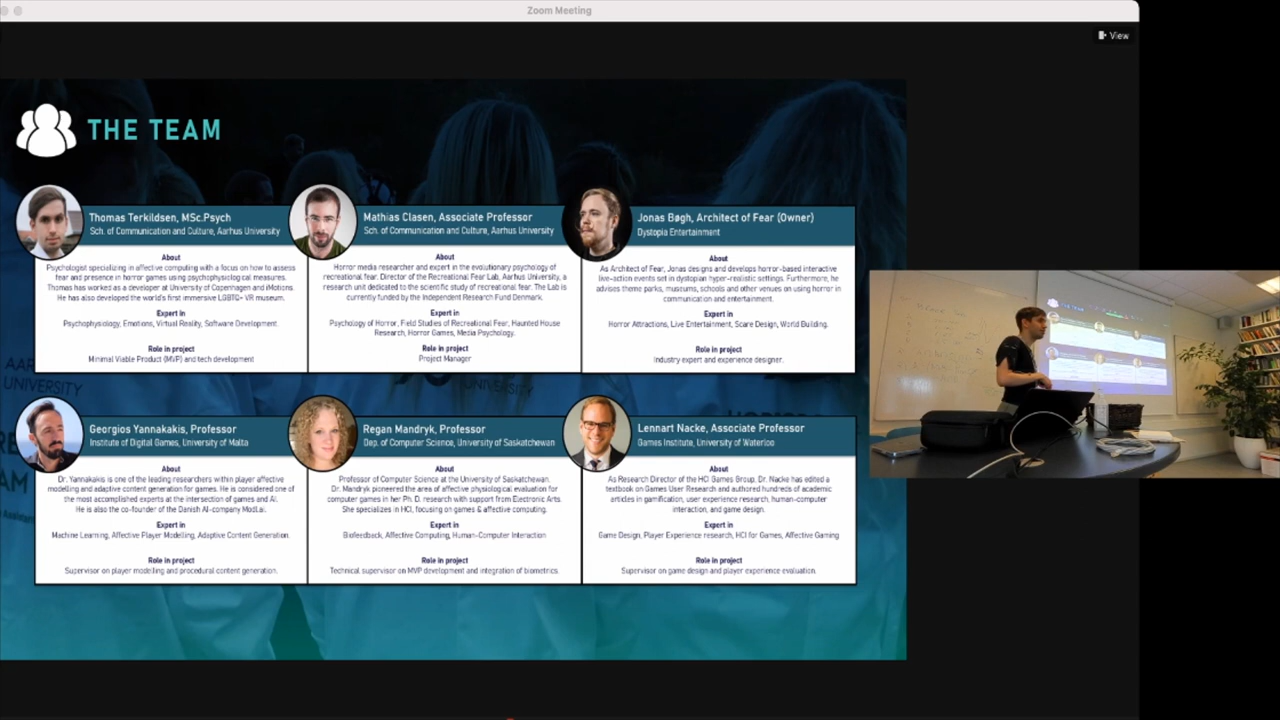 Zoom Meeting
View
THE TEAM
Thomas Terkildsen, MSc.Psych
Sch. of Communication and Culture, Aarhus University
About
Psychologist specializing in affective computing with a focus on how to assess
fear and presence in horror games using psychophysiological measures.
Thomas has worked as a developer at University of Copenhagen and iMotions.
He has also developed the world's first immersive LGBTQ+ VR museum.
Expert in
Psychophysiology, Emotions, Virtual Reality, Software Development
Role in project
Minimal Viable Product (MVP) and tech development
Mathias Clasen, Associate Professor
Sch. of Communication and Culture, Aarhus University
About
Horror media researcher and expert in the evolutionary psychology of
recreational fear. Director of the Recreational Fear Lab, Aarhus University, a
research unit dedicated to the scientific study of recreational fear. The Lab is
currently funded by the Independent Research Fund Denmark.
Expert in
Psychology of Horror, Field Studies of Recreational Fear, Haunted House
Research, Horror Games, Media Psychology.
Role in project
Project Manager
Jonas Bøgh, Architect of Fear (Owner)
Dystopia Entertainment
About
As Architect of Fear, Jonas designs and develops horror-based interactive
live-action events set in dystopian hyper-realistic settings. Furthermore, he
advises theme parks, museums, schools and other venues on using horror in
communication and entertainment.
Expert in
Horror Attractions, Live Entertainment, Scare Design, World Building.
Role in project
Industry expert and experience designer.
UNIVERSITY
UNIVERSITY
Georgios Yannakakis, Professor
Institute of Digital Games, University of Malta
About
Dr. Yannakakis is one of the leading researchers within player affective
modelling and adaptive content generation for games. He is considered one of
the most accomplished experts at the intersection of games and AI.
He is also the co-founder of the Danish AI-company Modl.ai.
Expert in
Machine Learning, Affective Player Modelling, Adaptive Content Generation.
Role in project
Supervisor on player modelling and procedural content generation.
Regan Mandryk, Professor
Dep. of Computer Science, University of Saskatchewan
About
Professor of Computer Science at the University of Saskatchewan.
Dr. Mandryk pioneered the area of affective physiological evaluation for
computer games in her Ph. D. research with support from Electronic Arts.
She specializes in HCI, focusing on games & affective computing.
Expert in
Biofeedback, Affective Computing, Human-Computer Interaction
Role in project
Technical supervisor on MVP development and integration of biometrics.
Lennart Nacke, Associate Professor
Games Institute, University of Waterloo
About
As Research Director of the HCI Games Group, Dr. Nacke has edited a
textbook on Games User Research and authored hundreds of academic
articles in gamification, user experience research, human-computer
interaction, and game design.
Expert in
Game Design, Player Experience research, HCI for Games, Affective Gaming
Role in project
Supervisor on game design and player experience evaluation.